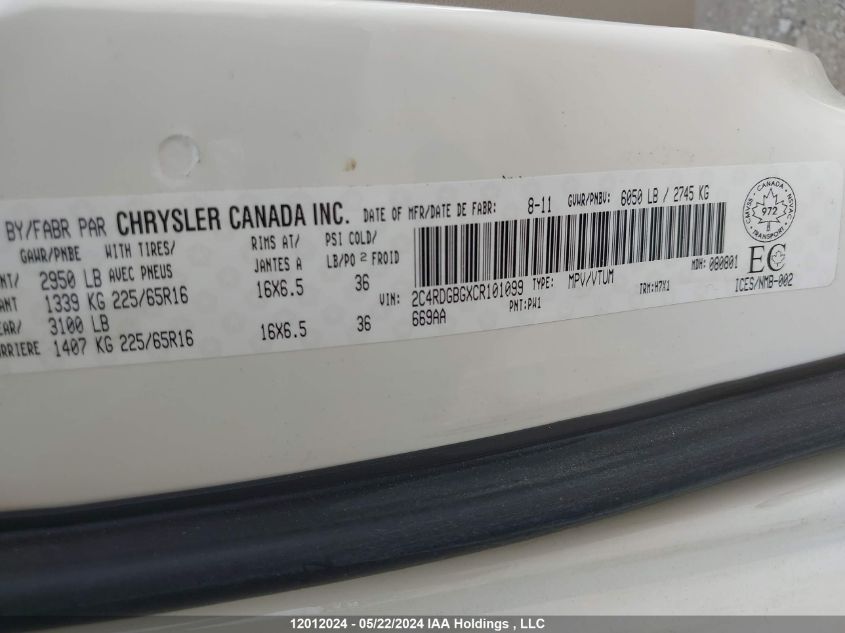 BY/FABR PAR CHRYSLER CANADA INC. DATE OF MFR/DATE DE FABR: 8-11 GVWR/PNBV: 6050 LB / 2745 KG
GAWR/PNBE WITH TIRES/ RIMS AT/ PSI COLD/
AVEC PNEUS JANTES A LB/PO² FROID
2950 LB
1339 KG 225/65R16 16X6.5 36
3100 LB
1407 KG 225/65R16 16X6.5 36
VIN: 2C4RDGBGXCR101099 TYPE: MPV/VTUM MDH: 080801
669AA PNT:PW1 TRM:H7X1
CANADA
CMVSS NSVAC
972
TRANSPORT
EC
ICES/NMB-002
12012024 - 05/22/2024 IAA Holdings , LLC